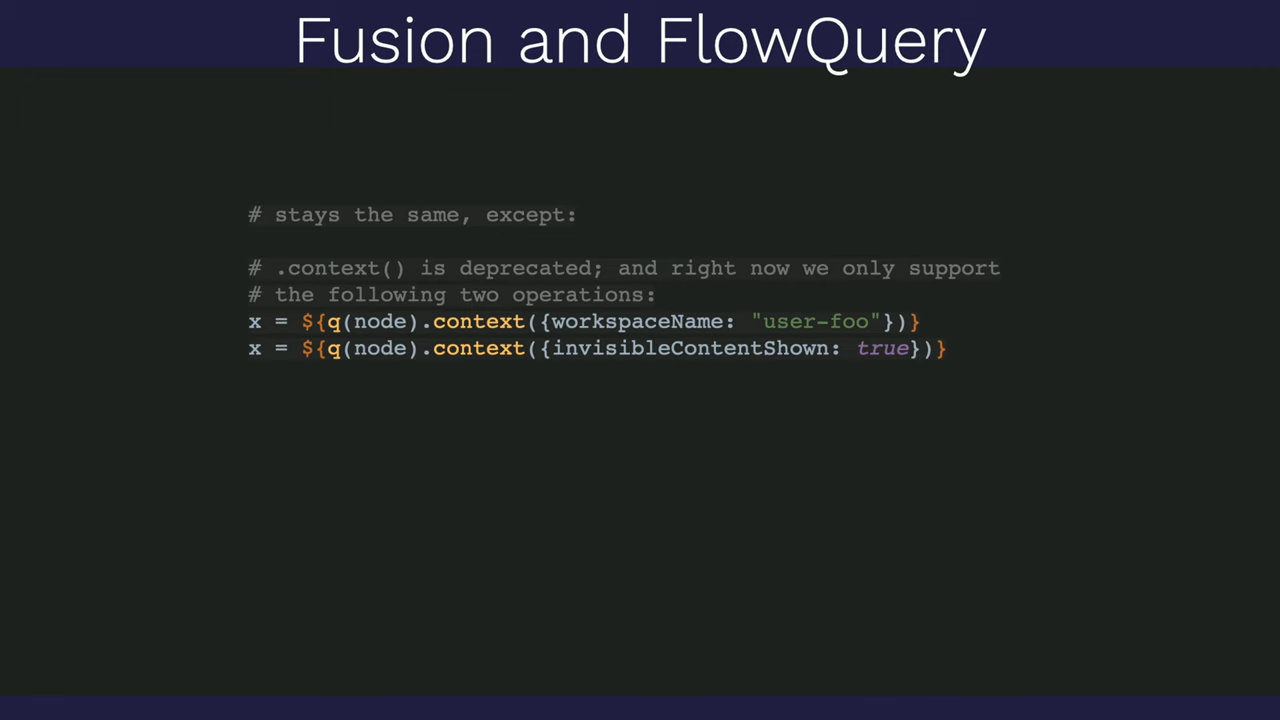 Fusion and FlowQuery
# stays the same, except:
# .context() is deprecated; and right now we only support
# the following two operations:
x = ${q(node).context({workspaceName: "user-foo"})}
x = ${q(node).context({invisibleContentShown: true})}